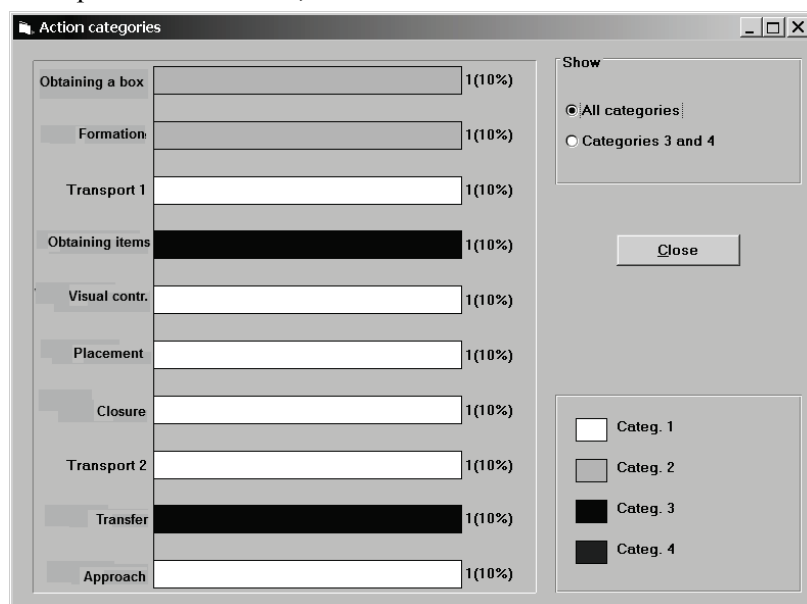 Action categories
Obtaining a box 1(10%)
Formation 1(10%)
Transport 1 1(10%)
Obtaining items 1(10%)
Visual contr. 1(10%)
Placement 1(10%)
Closure 1(10%)
Transport 2 1(10%)
Transfer 1(10%)
Approach 1(10%)
Show
All categories
Categories 3 and 4
Close
Categ. 1
Categ. 2
Categ. 3
Categ. 4